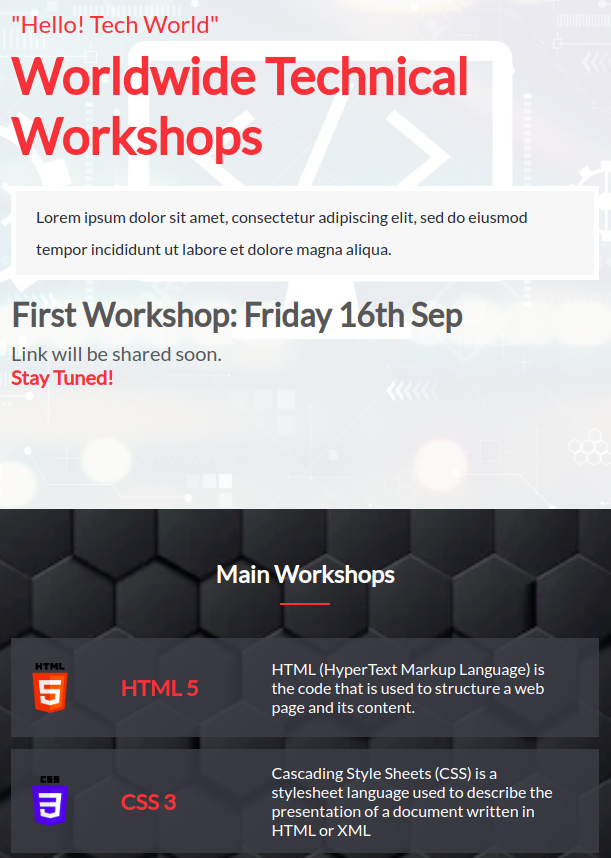 "Hello! Tech World"
Worldwide Technical
Workshops
Lorem ipsum dolor sit amet, consectetur adipiscing elit, sed do eiusmod
tempor incididunt ut labore et dolore magna aliqua.
First Workshop: Friday 16th Sep
Link will be shared soon.
Stay Tuned!
Main Workshops
HTML
5
HTML 5
HTML (HyperText Markup Language) is
the code that is used to structure a web
page and its content.
CSS
3
CSS 3
Cascading Style Sheets (CSS) is a
stylesheet language used to describe the
presentation of a document written in
HTML or XML